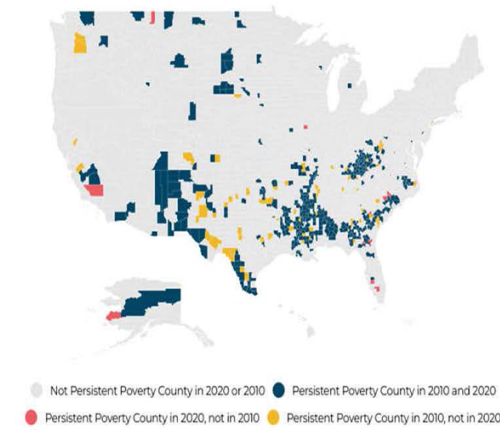 Not Persistent Poverty County in 2020 or 2010 Persistent Poverty County in 2010 and 2020
Persistent Poverty County in 2020, not in 2010 Persistent Poverty County in 2010, not in 2020